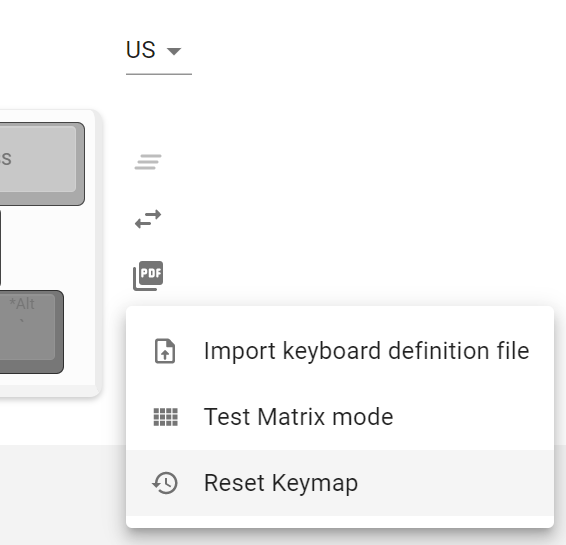 US
s
PDF
*Alt
Import keyboard definition file
Test Matrix mode
Reset Keymap